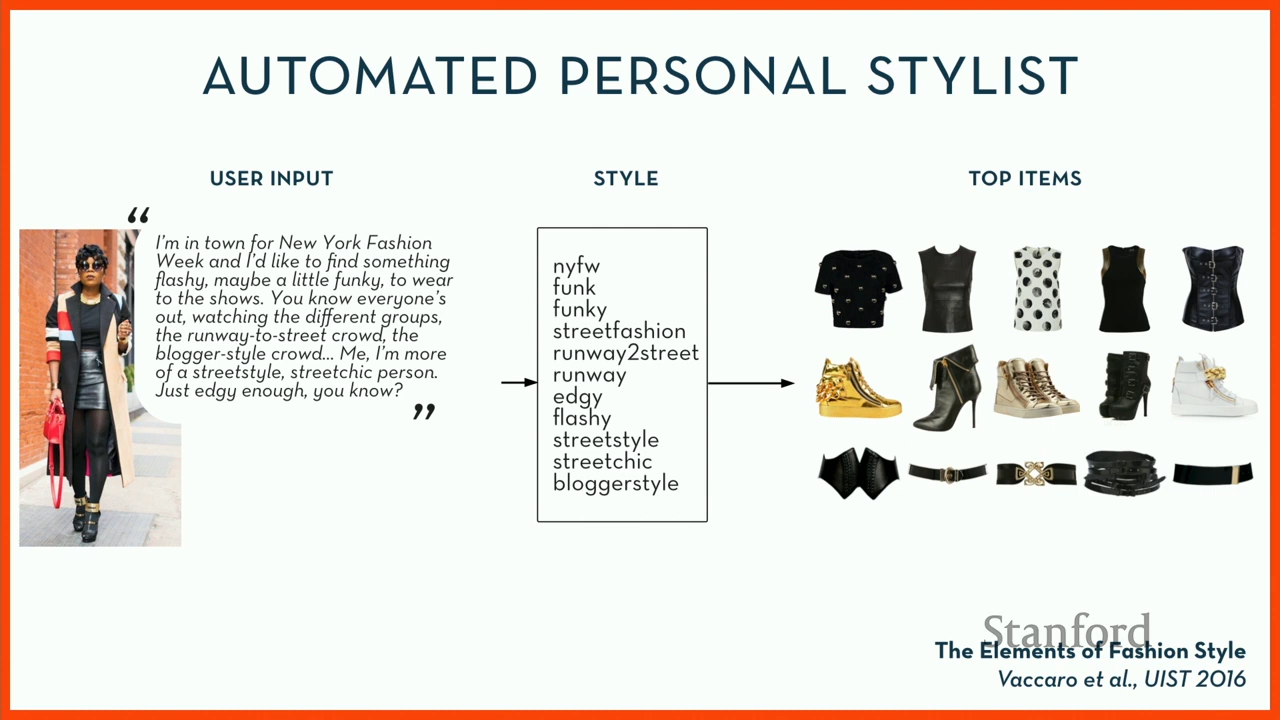 AUTOMATED PERSONAL STYLIST
USER INPUT
STYLE
TOP ITEMS
“
I’m in town for New York Fashion
Week and I’d like to find something
flashy, maybe a little funky, to wear
to the shows. You know everyone’s
out, watching the different groups,
the runway-to-street crowd, the
blogger-style crowd... Me, I’m more
of a streetstyle, streetchic person.
Just edgy enough, you know?
”
nyfw
funk
funky
streetfashion
runway2street
runway
edgy
flashy
streetstyle
streetchic
bloggerstyle
Stanford
The Elements of Fashion Style
Vaccaro et al., UIST 2016